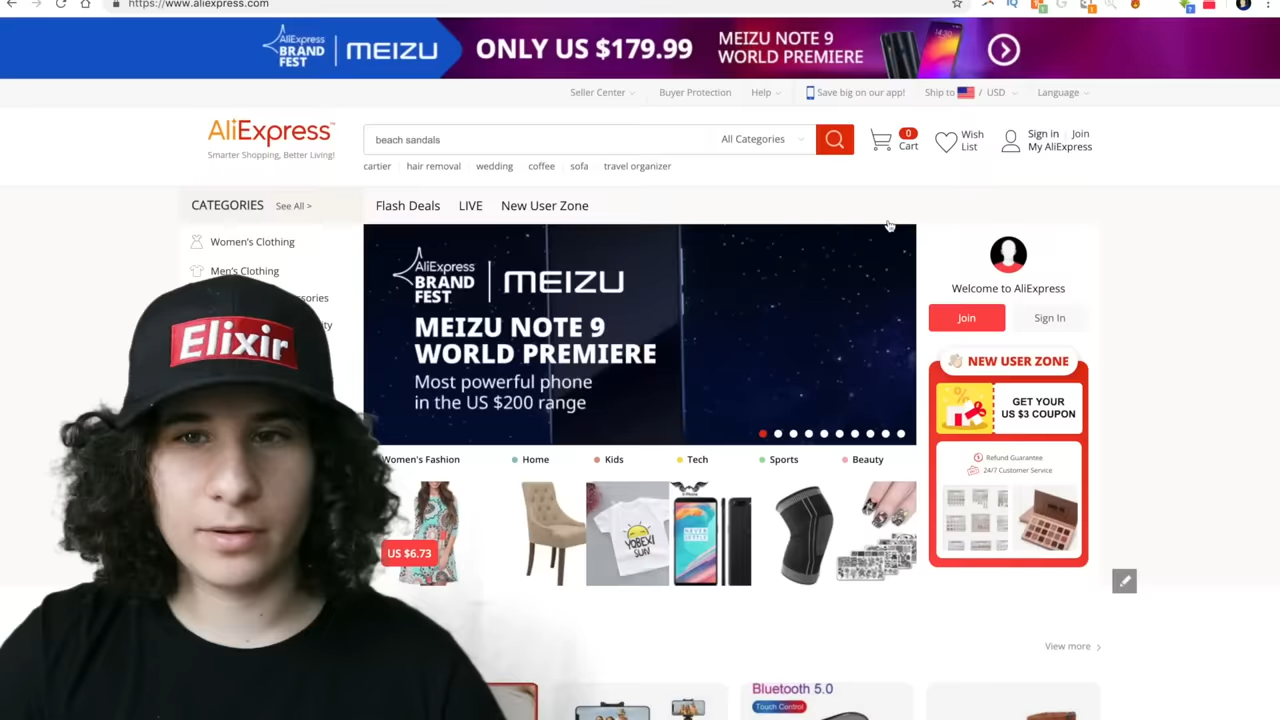 https://www.aliexpress.com
AliExpress BRAND FEST MEIZU ONLY US $179.99 MEIZU NOTE 9 WORLD PREMIERE
Seller Center Buyer Protection Help Save big on our app! Ship to / USD Language
AliExpress™
Smarter Shopping, Better Living!
beach sandals All Categories
0 Cart
Wish List
Sign in Join
My AliExpress
cartier hair removal wedding coffee sofa travel organizer
CATEGORIES See All >
Flash Deals LIVE New User Zone
Women's Clothing
Men's Clothing
AliExpress
BRAND
FEST
MEIZU
MEIZU NOTE 9
WORLD PREMIERE
Most powerful phone
in the US $200 range
Welcome to AliExpress
Join Sign In
NEW USER ZONE
GET YOUR
US $3 COUPON
Refund Guarantee
24/7 Customer Service
Elixir
Women's Fashion Home Kids Tech Sports Beauty
YOBEXI
SUN
US $6.73
View more
Bluetooth 5.0
Touch Control